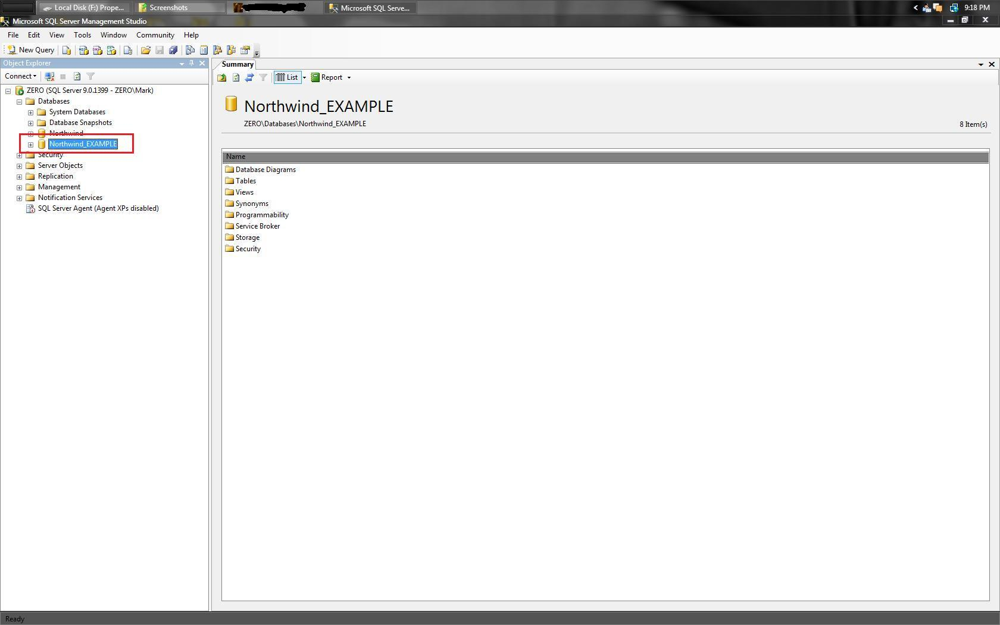 Local Disk (F:) Prope...
Screenshots
Microsoft SQL Serve...
9:18 PM
Microsoft SQL Server Management Studio
File Edit View Tools Window Community Help
New Query
Object Explorer
Connect
ZERO (SQL Server 9.0.1399 - ZERO\Mark)
Databases
System Databases
Database Snapshots
Northwind
Northwind_EXAMPLE
Security
Server Objects
Replication
Management
Notification Services
SQL Server Agent (Agent XPs disabled)
Summary
List Report
Northwind_EXAMPLE
ZERO\Databases\Northwind_EXAMPLE
8 Item(s)
Name
Database Diagrams
Tables
Views
Synonyms
Programmability
Service Broker
Storage
Security
Ready